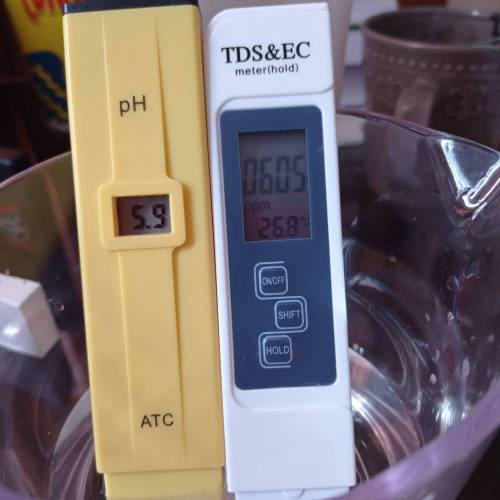 pH
5.9
ATC
TDS&EC
meter(hold)
0605
ppm
26.8°C
ON/OFF
SHIFT
HOLD